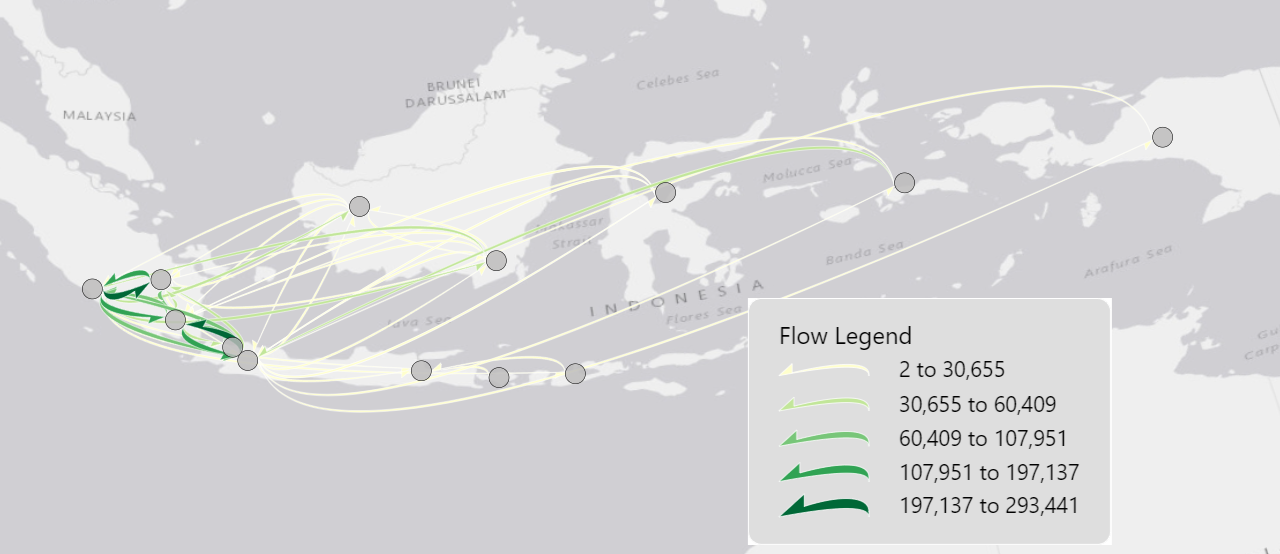 BRUNEI
DARUSSALAM
Celebes Sea
MALAYSIA
Molucca Sea
Makassar
Strait
Banda Sea
Arafura Sea
INDONESIA
Java Sea
Flores Sea
Gu
Carp
Flow Legend
2 to 30,655
30,655 to 60,409
60,409 to 107,951
107,951 to 197,137
197,137 to 293,441